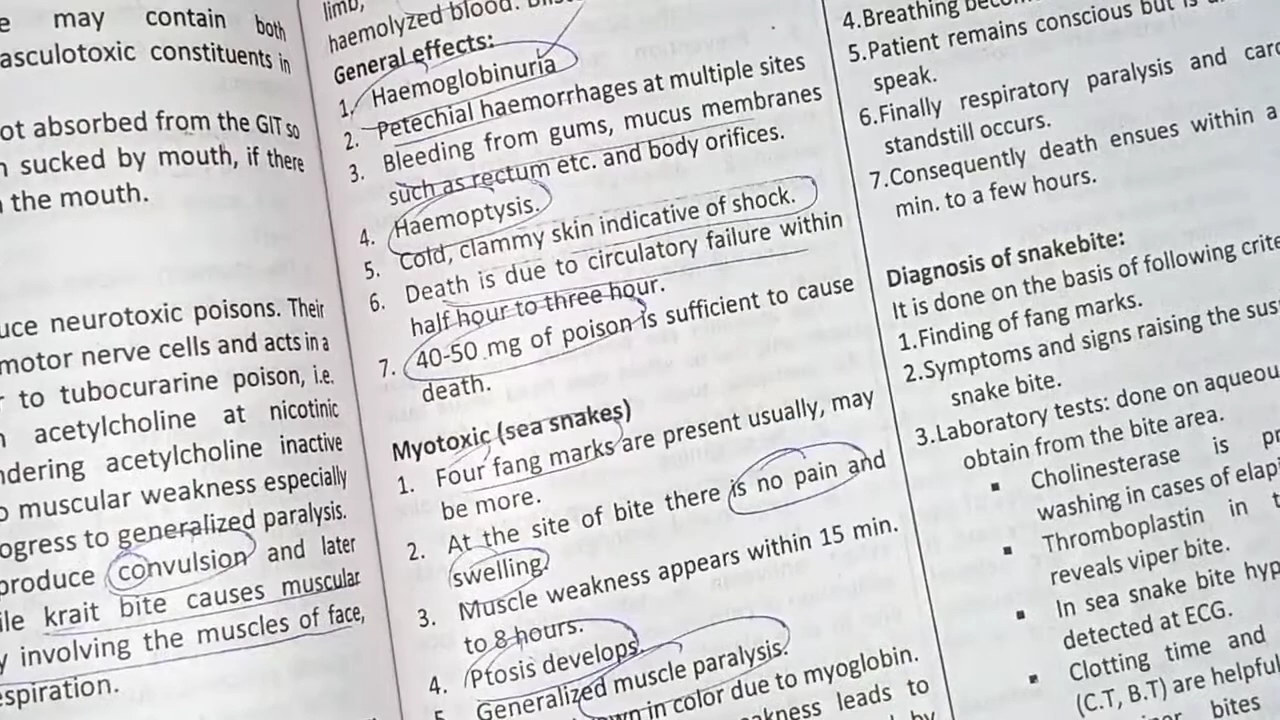 e may contain both
asculotoxic constituents in
ot absorbed from the GIT so
sucked by mouth, if there
the mouth.
uce neurotoxic poisons. Their
motor nerve cells and acts in a
to tubocurarine poison, i.e.
acetylcholine at nicotinic
ndering acetylcholine inactive
muscular weakness especially
ogress to generalized paralysis.
produce convulsion and later
ile krait bite causes muscular
y involving the muscles of face,
espiration.
limb,
haemolyzed blood.
General effects:
1. Haemoglobinuria
2. Petechial haemorrhages at multiple sites
3. Bleeding from gums, mucus membranes
such as rectum etc. and body orifices.
4. Haemoptysis.
5. Cold, clammy skin indicative of shock.
6. Death is due to circulatory failure within
half hour to three hour.
7. 40-50 mg of poison is sufficient to cause
death.
Myotoxic (sea snakes)
1. Four fang marks are present usually, may
be more.
2. At the site of bite there is no pain and
swelling.
3. Muscle weakness appears within 15 min.
to 8 hours.
4. Ptosis develops.
5. Generalized muscle paralysis.
wn in color due to myoglobin.
akness leads to
by
4.Breathing
5.Patient remains conscious but is
speak.
6.Finally respiratory paralysis and card
standstill occurs.
7.Consequently death ensues within a
min. to a few hours.
Diagnosis of snakebite:
It is done on the basis of following crite
1.Finding of fang marks.
2.Symptoms and signs raising the sus
snake bite.
3.Laboratory tests: done on aqueou
obtain from the bite area.
▪ Cholinesterase is pr
washing in cases of elapi
▪ Thromboplastin in t
reveals viper bite.
▪ In sea snake bite hyp
detected at ECG.
▪ Clotting time and
(C.T, B.T) are helpful
bites